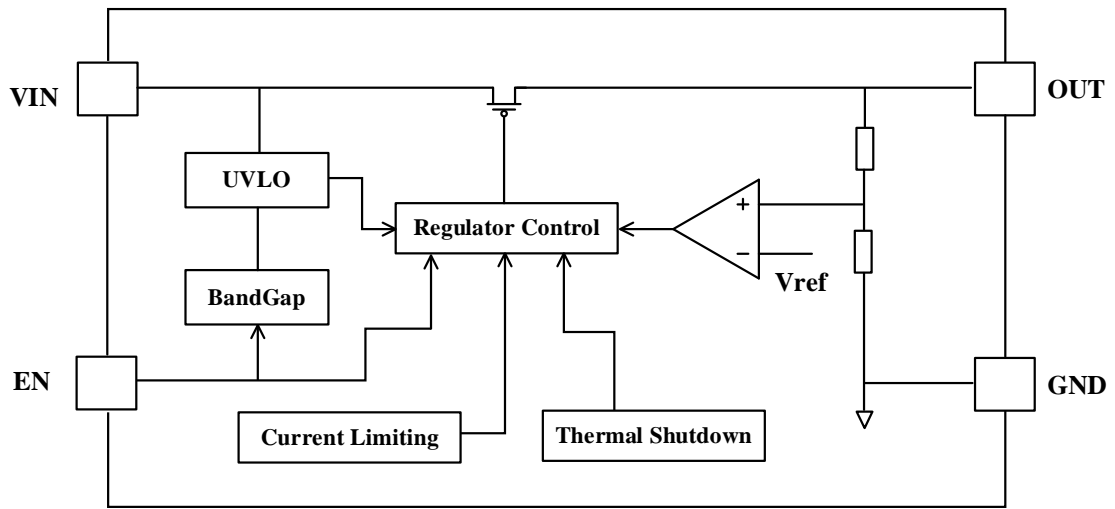 VIN
OUT
UVLO
Regulator Control
+
−
Vref
BandGap
EN
GND
Current Limiting
Thermal Shutdown